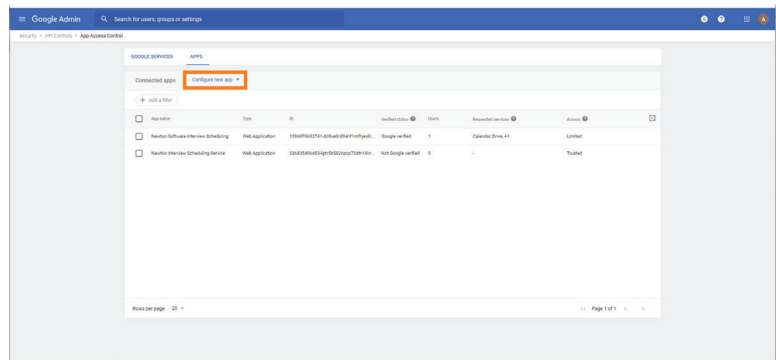 Google Admin
Search for users, groups or settings
A
Security > API Controls > App Access Control
GOOGLE SERVICES APPS
Connected apps Configure new app
+ Add a filter
App name Type ID Verified status Users Requested services Access
Newton Software Interview Scheduling Web Application Google verified 1 Calendar, Drive, +1 Limited
Newton Interview Scheduling Service Web Application Not Google verified 0 - Trusted
Rows per page: 20 Page 1 of 1